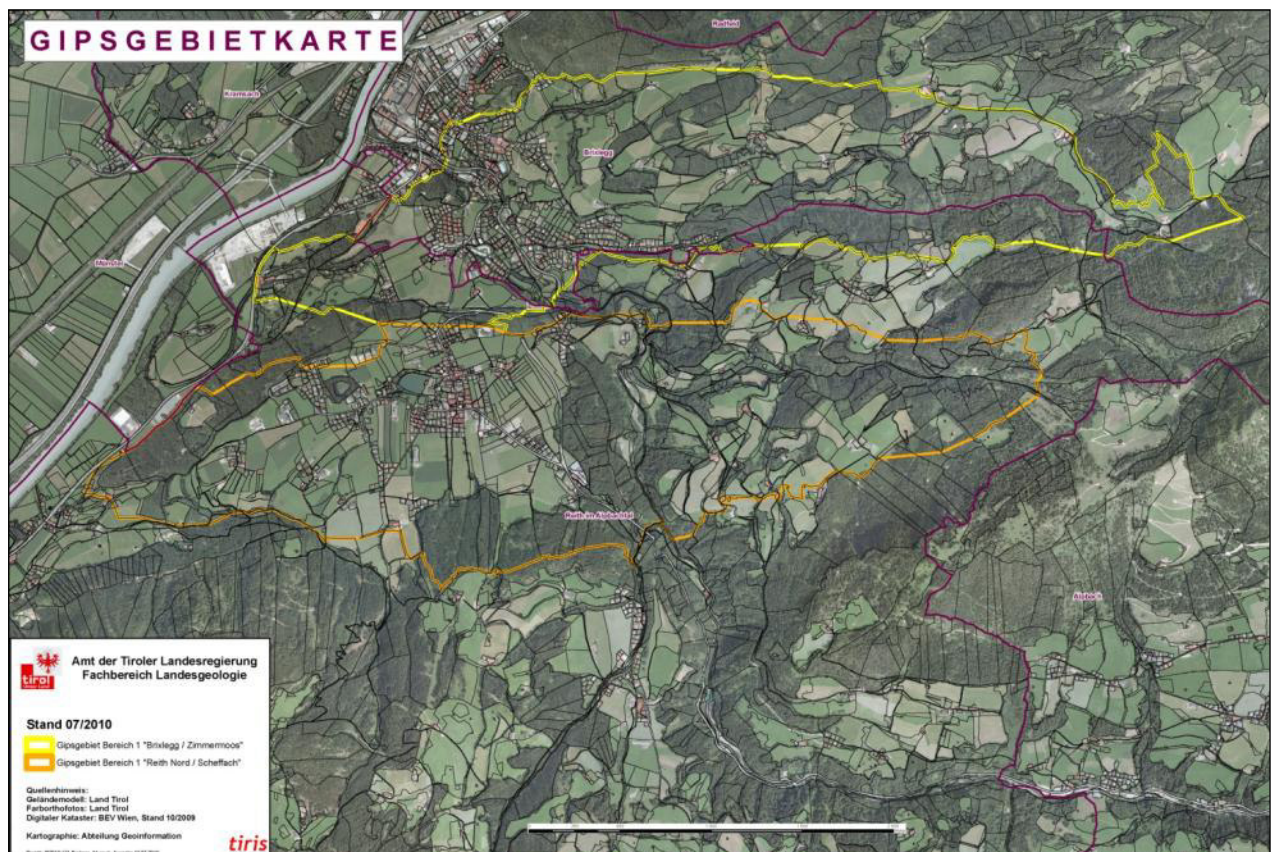 GIPSGEBIETKARTE
Radfeld
Kramsach
Brixlegg
Münster
Reith im Alpbachtal
Alpbach
tirol
Amt der Tiroler Landesregierung
Fachbereich Landesgeologie
Stand 07/2010
Gipsgebiet Bereich 1 "Brixlegg / Zimmermoos"
Gipsgebiet Bereich 1 "Reith Nord / Scheffach"
Quellenhinweis:
Geländemodell: Land Tirol
Farborthofotos: Land Tirol
Digitaler Kataster: BEV Wien, Stand 10/2009
Kartographie: Abteilung Geoinformation
tiris